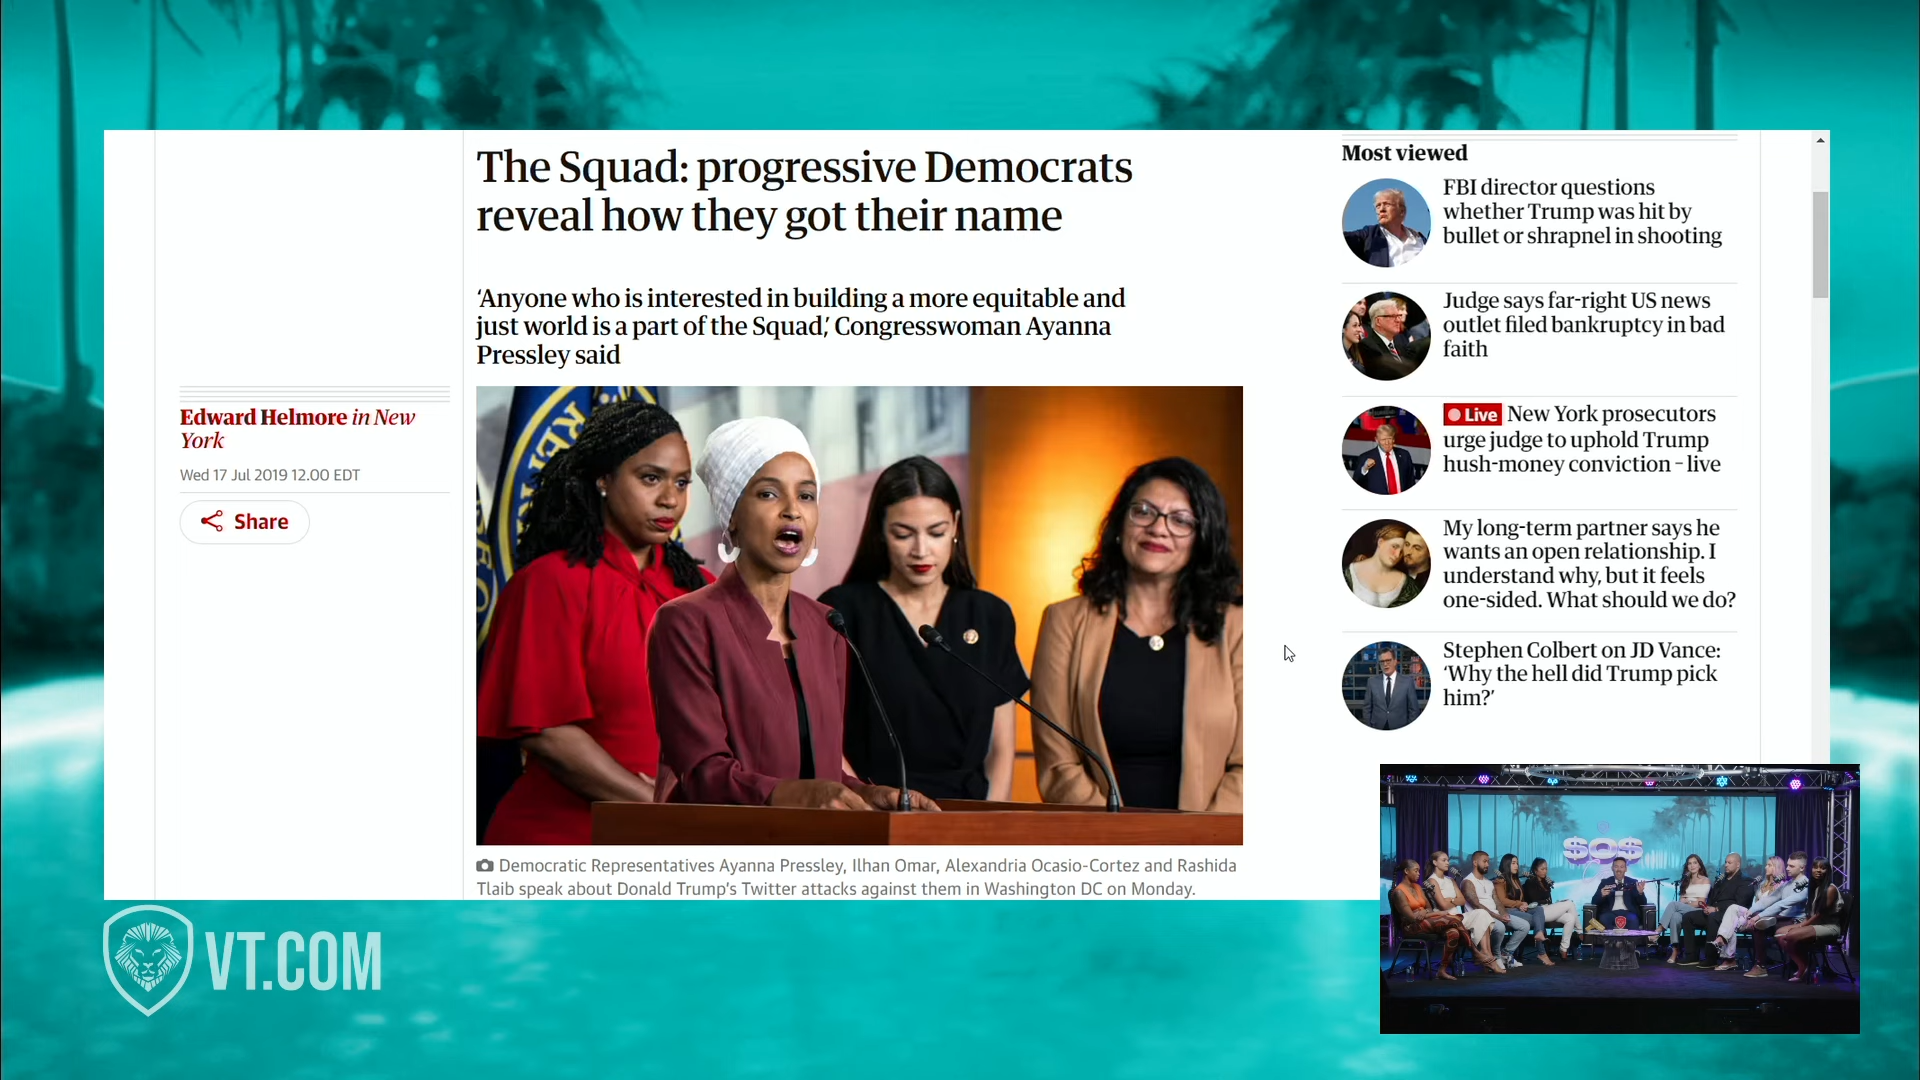 The Squad: progressive Democrats
reveal how they got their name
‘Anyone who is interested in building a more equitable and
just world is a part of the Squad,’ Congresswoman Ayanna
Pressley said
Edward Helmore in New
York
Wed 17 Jul 2019 12.00 EDT
Share
Democratic Representatives Ayanna Pressley, Ilhan Omar, Alexandria Ocasio-Cortez and Rashida
Tlaib speak about Donald Trump's Twitter attacks against them in Washington DC on Monday.
Most viewed
FBI director questions
whether Trump was hit by
bullet or shrapnel in shooting
Judge says far-right US news
outlet filed bankruptcy in bad
faith
Live New York prosecutors
urge judge to uphold Trump
hush-money conviction – live
My long-term partner says he
wants an open relationship. I
understand why, but it feels
one-sided. What should we do?
Stephen Colbert on JD Vance:
‘Why the hell did Trump pick
him?’
$O$
VT.COM